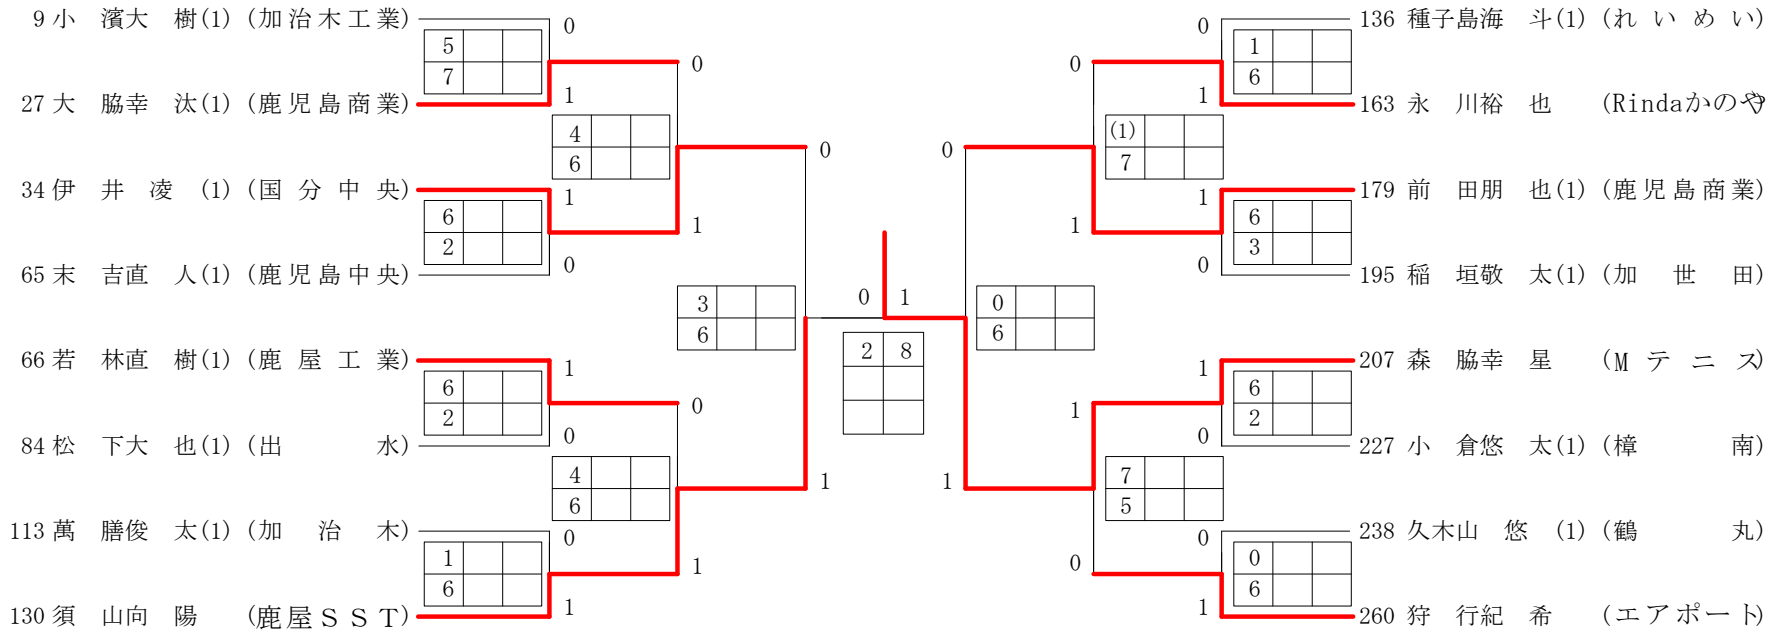 9 小 濱大 樹(1) (加治木工業) 0 0 136 種子島海 斗(1) (れ い め い)
5 1
0 0
7 6
27 大 脇幸 汰(1) (鹿児島商業) 1 1 163 永 川裕 也 (Rindaかのや)
4 (1)
0 0
6 7
34 伊 井 凌 (1) (国 分 中 央) 1 1 179 前 田朋 也(1) (鹿児島商業)
6 6
1 1
2 3
65 末 吉直 人(1) (鹿児島中央) 0 0 195 稲 垣敬 太(1) (加 世 田)
3 0 1 0
6 6
2 8
66 若 林直 樹(1) (鹿 屋 工 業) 1 1 207 森 脇幸 星 (M テ ニ ス)
6 6
0 1
2 2
84 松 下大 也(1) (出 水) 0 0 227 小 倉悠 太(1) (樟 南)
4 7
1 1
6 5
113 萬 膳俊 太(1) (加 治 木) 0 0 238 久木山 悠 (1) (鶴 丸)
1 0
1 0
6 6
130 須 山向 陽 (鹿屋ＳＳＴ) 1 1 260 狩 行紀 希 (エアポート)